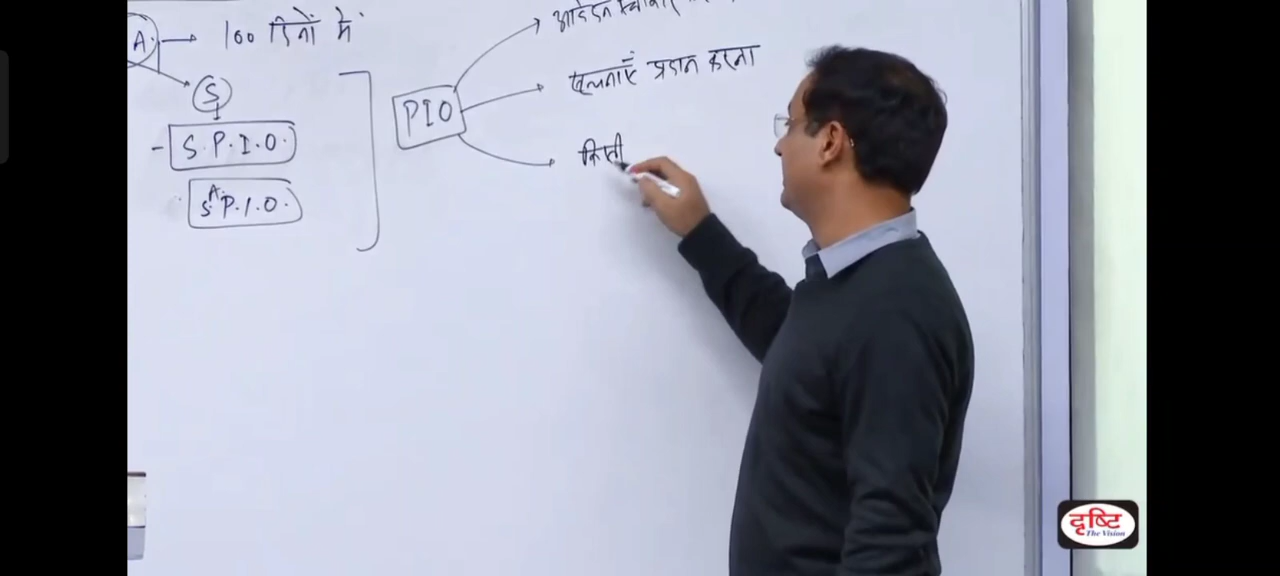 A. → 100 दिनों में
S
- S.P.I.O.
S A P.I.O.
PIO
आवेदन स्वीकार
सूचनाएँ प्रदान करना
किसी
दृष्टि
The Vision